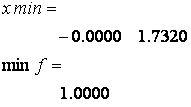 x min =
− 0.0000 1.7320
min f =
1.0000